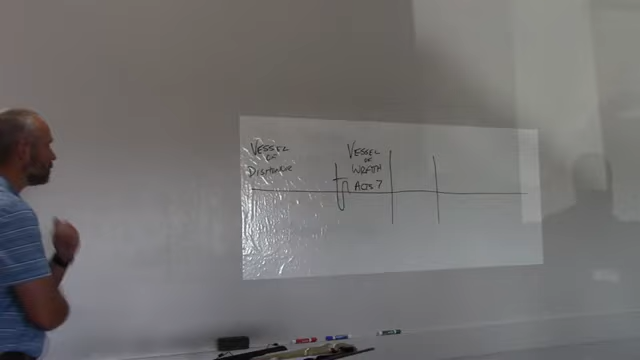 VESSEL
OF
DISHONOR
VESSEL
OF
WRATH
ACTS 7